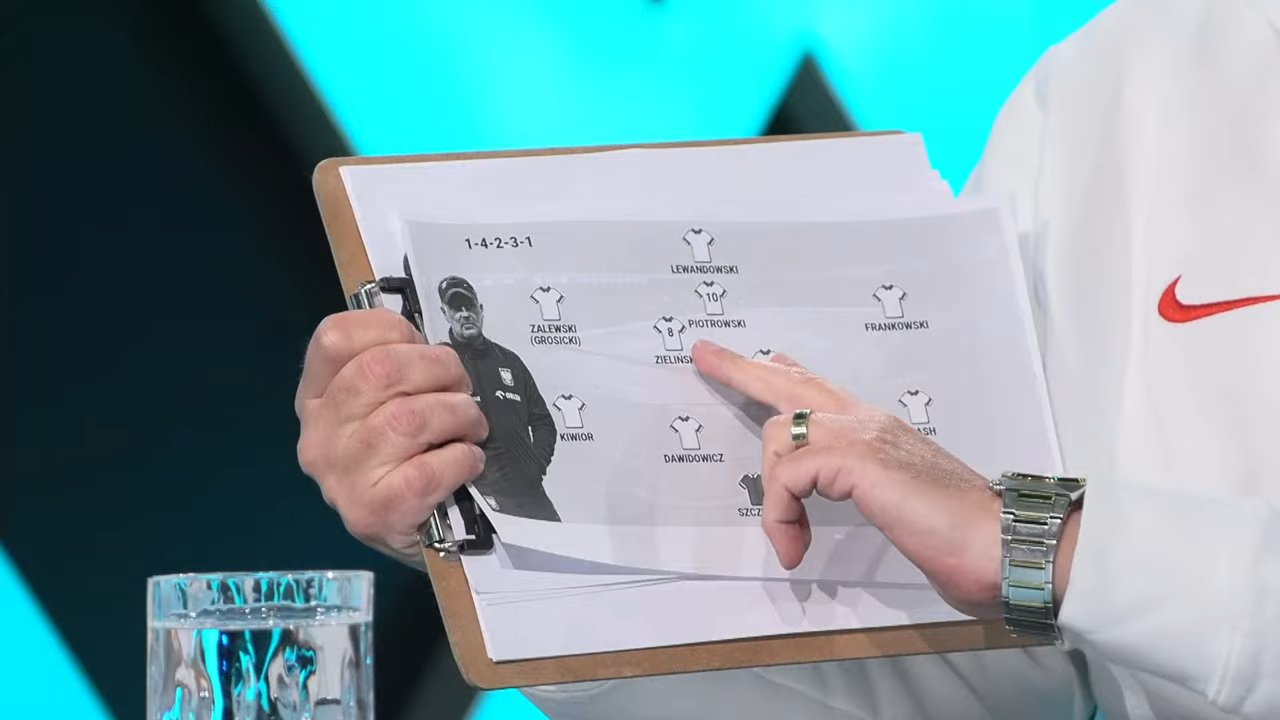 1-4-2-3-1
LEWANDOWSKI
10
PIOTROWSKI
ZALEWSKI
(GROSICKI)
FRANKOWSKI
8
KIWIOR
DAWIDOWICZ